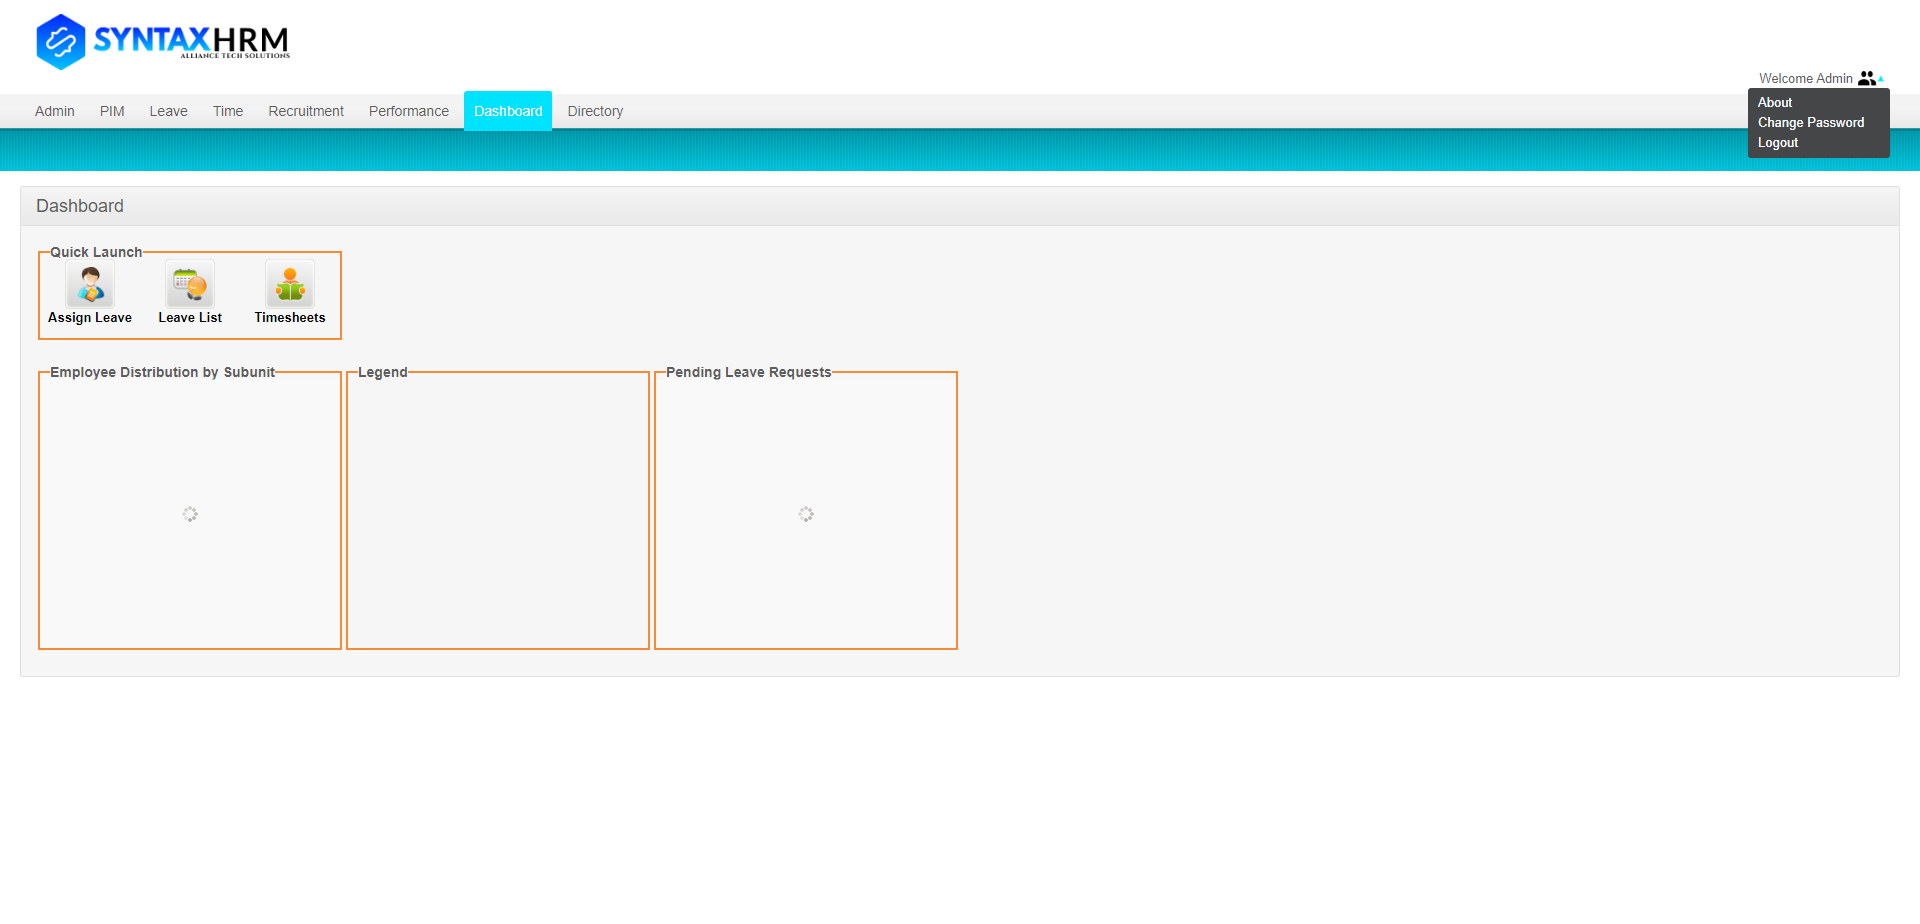 SYNTAXHRM
ALLIANCE TECH SOLUTIONS
Welcome Admin
About
Change Password
Logout
Admin PIM Leave Time Recruitment Performance Dashboard Directory
Dashboard
Quick Launch
Assign Leave Leave List Timesheets
Employee Distribution by Subunit Legend Pending Leave Requests